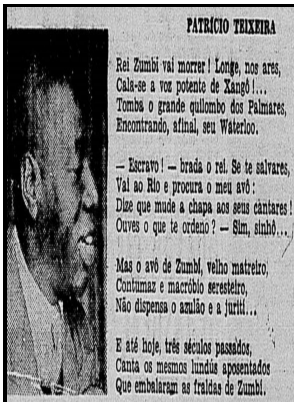 PATRÍCIO TEIXEIRA
Rei Zumbi vai morrer! Longe, nos ares,
Cala-se a voz potente de Xangô!...
Tomba o grande quilombo dos Palmares,
Encontrando, afinal, seu Waterloo.
— Escravo! — brada o rei. Se te salvares,
Vai ao Rio e procura o meu avô:
Dize que mude a chapa aos seus cantares!
Ouves o que te ordeno? — Sim, sinhô...
Mas o avô de Zumbi, velho matreiro,
Contumaz e macróbio seresteiro,
Não dispensa o azulão e a juriti...
E até hoje, três séculos passados,
Canta os mesmos lundús aposentados
Que embalaram as fraldas de Zumbi.